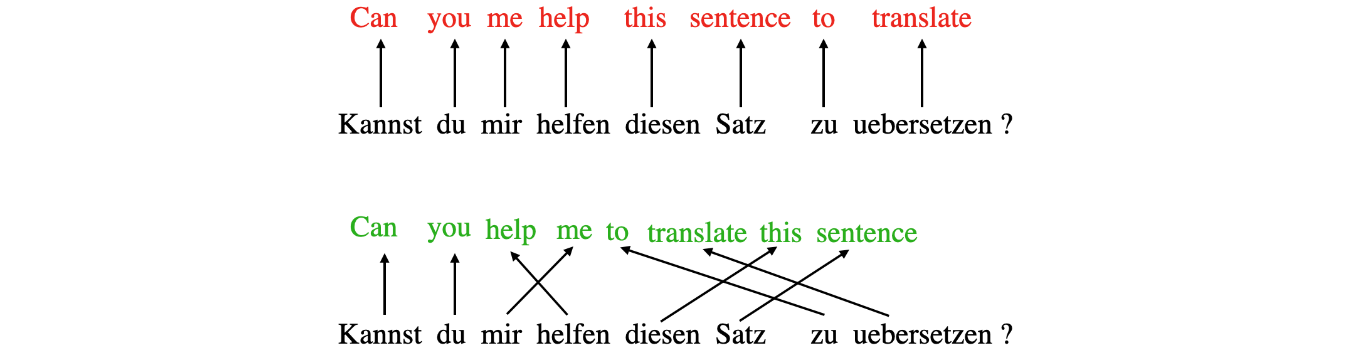 Can you me help this sentence to translate
Kannst du mir helfen diesen Satz zu uebersetzen ?
Can you help me to translate this sentence
Kannst du mir helfen diesen Satz zu uebersetzen ?